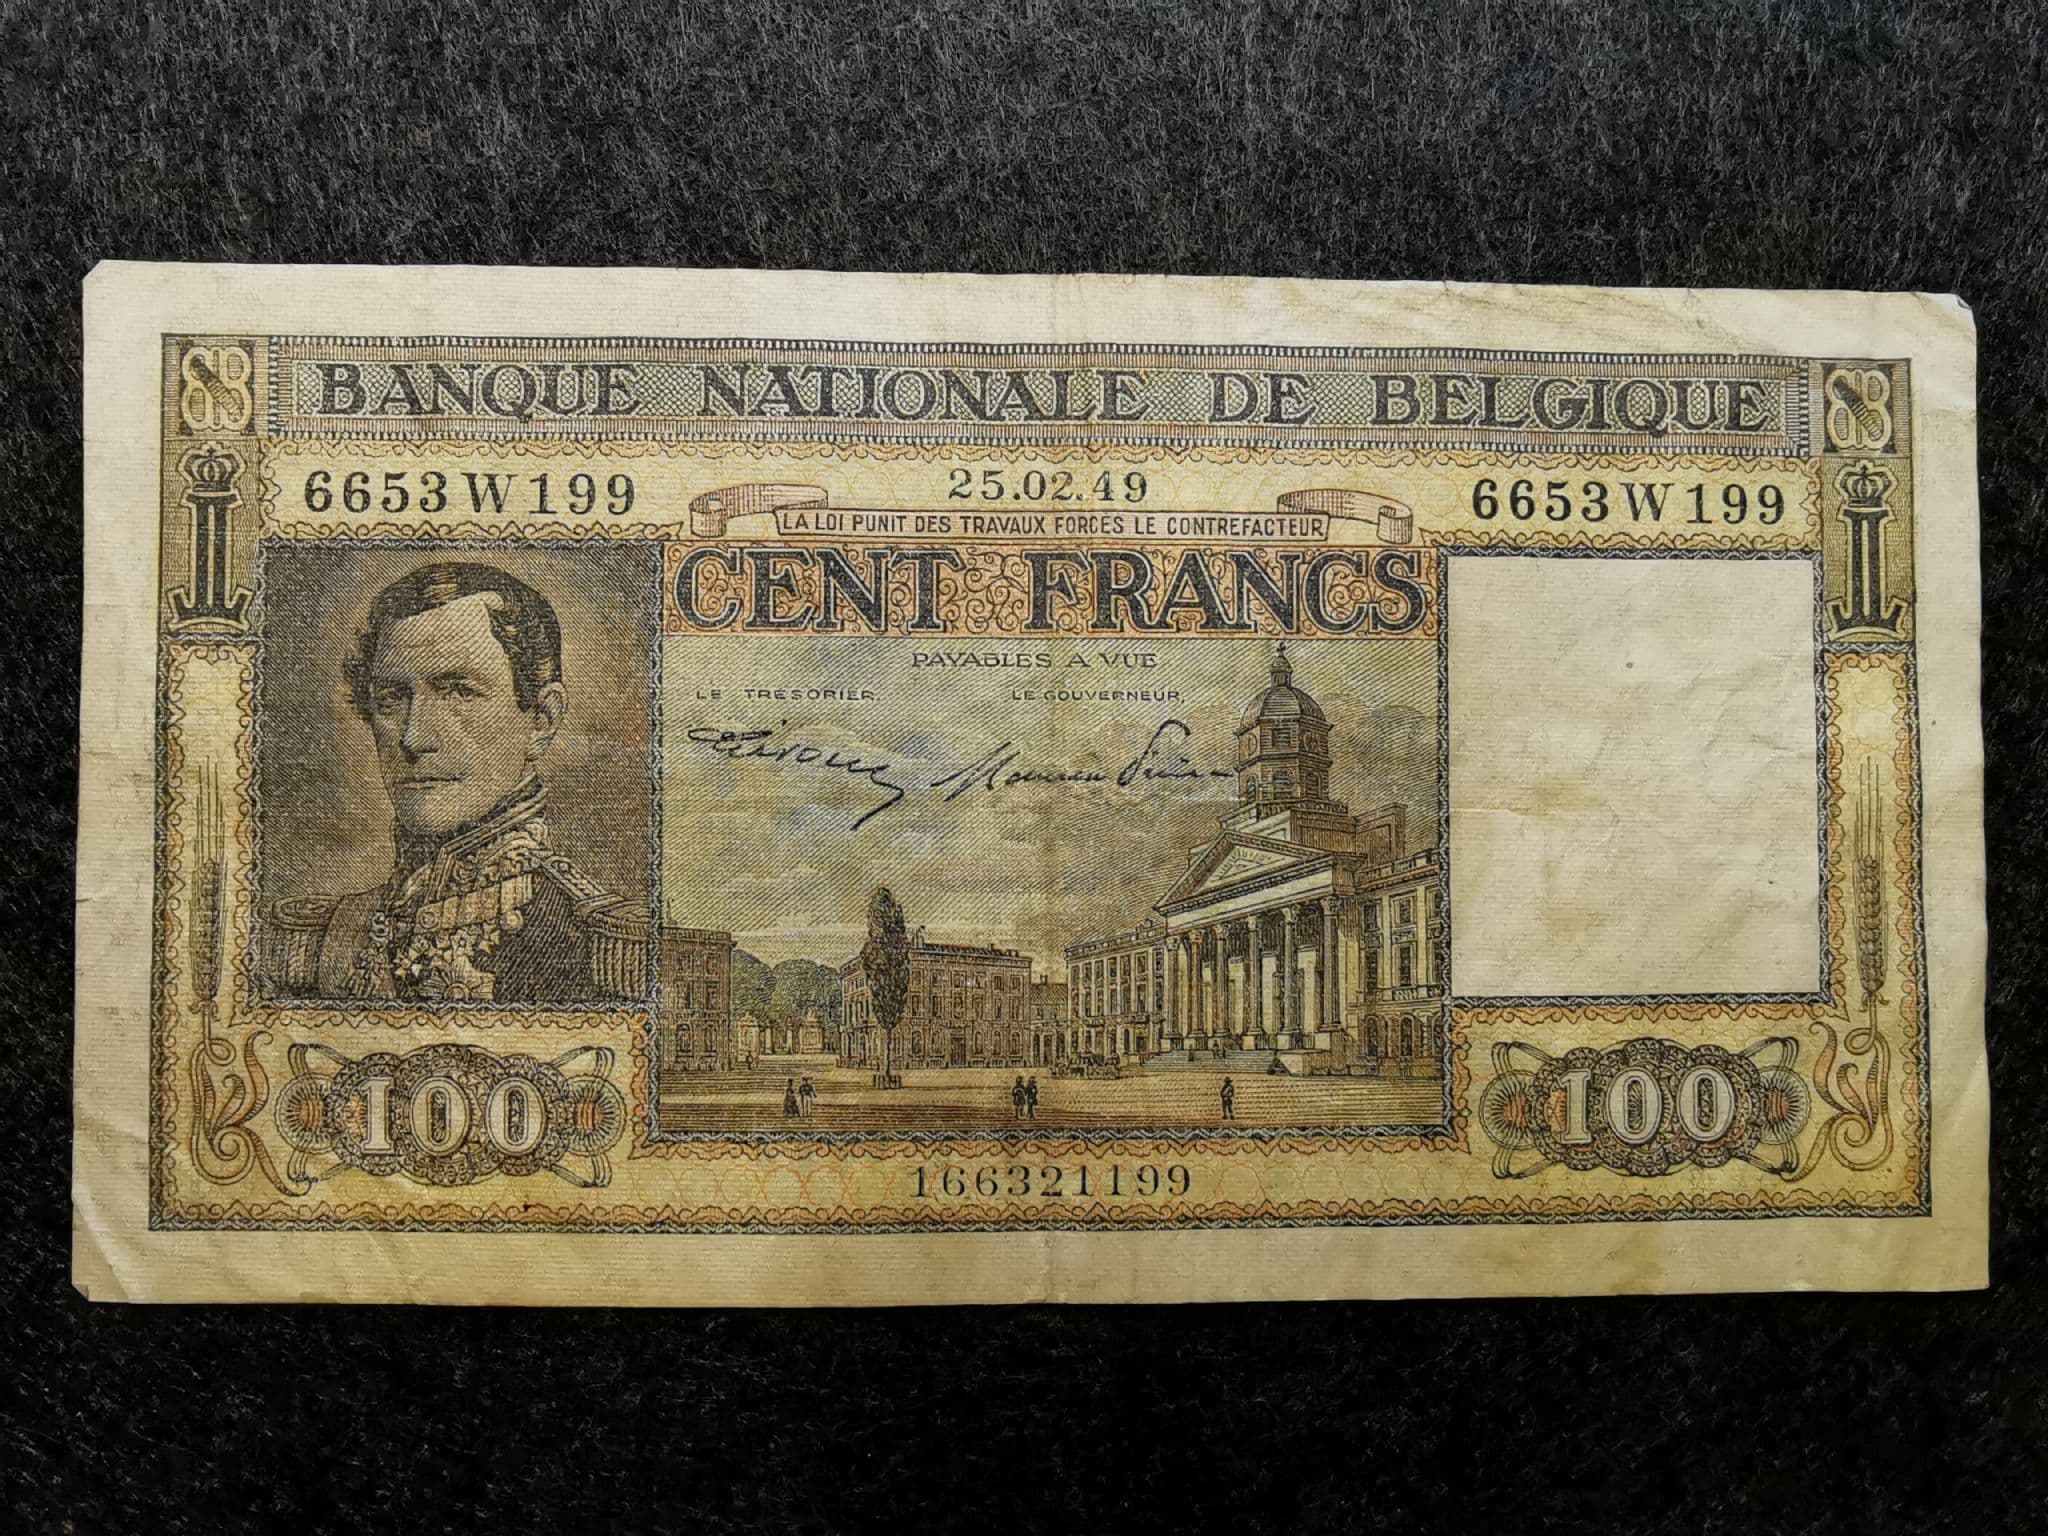 BANQUE NATIONALE DE BELGIQUE
6653 W 199
25.02.49
6653 W 199
LA LOI PUNIT DES TRAVAUX FORCÉS LE CONTREFACTEUR
CENT FRANCS
PAYABLES A VUE
LE TRÉSORIER,
LE GOUVERNEUR,
100
100
166321199